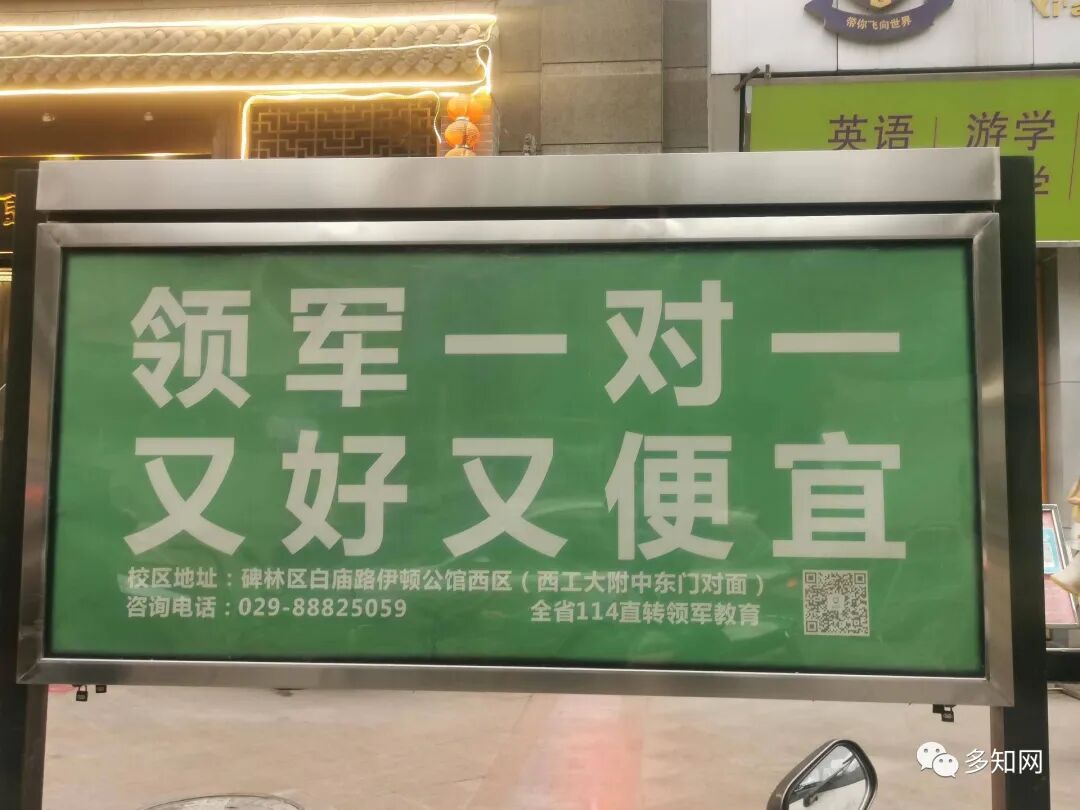 带你飞向世界
英语 | 游学
学
领军一对一
又好又便宜
校区地址：碑林区白庙路伊顿公馆西区（西工大附中东门对面）
咨询电话：029-88825059 全省114直转领军教育
多知网